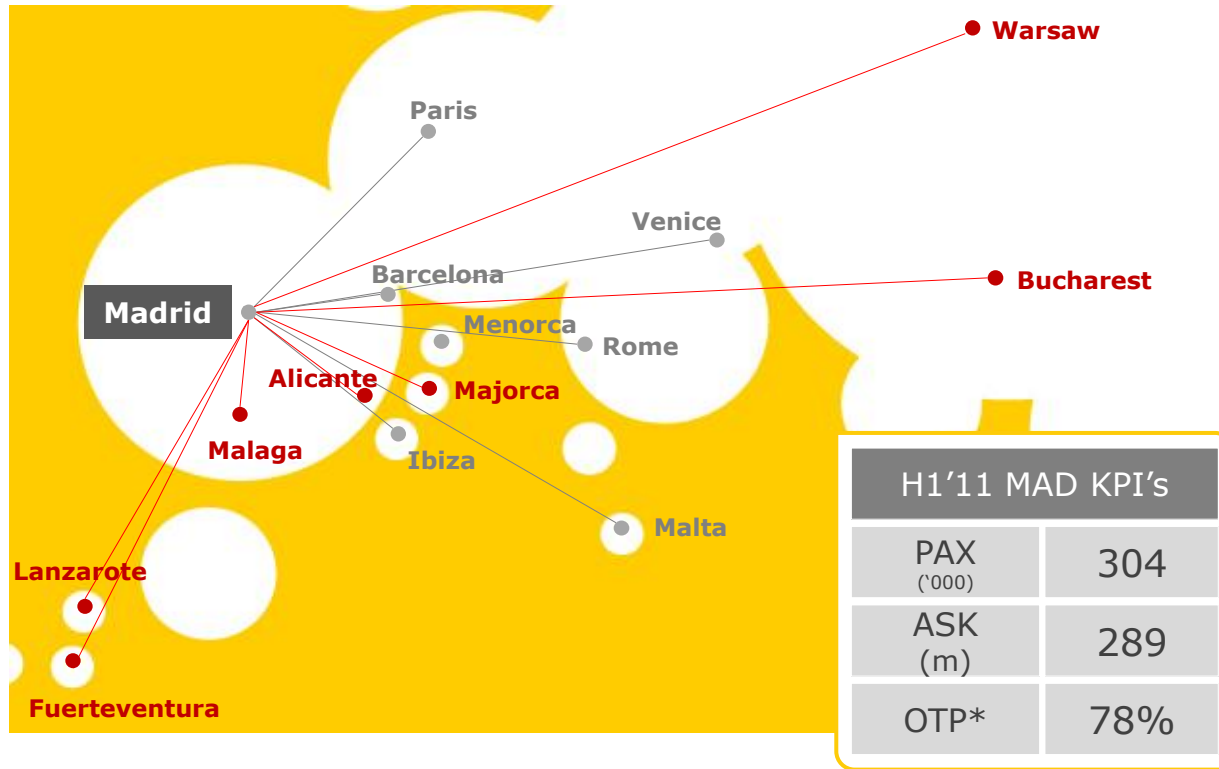 Warsaw
Paris
Venice
Barcelona
Bucharest
Madrid
Menorca
Rome
Alicante
Majorca
Malaga
Ibiza
Malta
Lanzarote
Fuerteventura
H1’11 MAD KPI’s
PAX
(‘000)
304
ASK
(m)
289
OTP*
78%